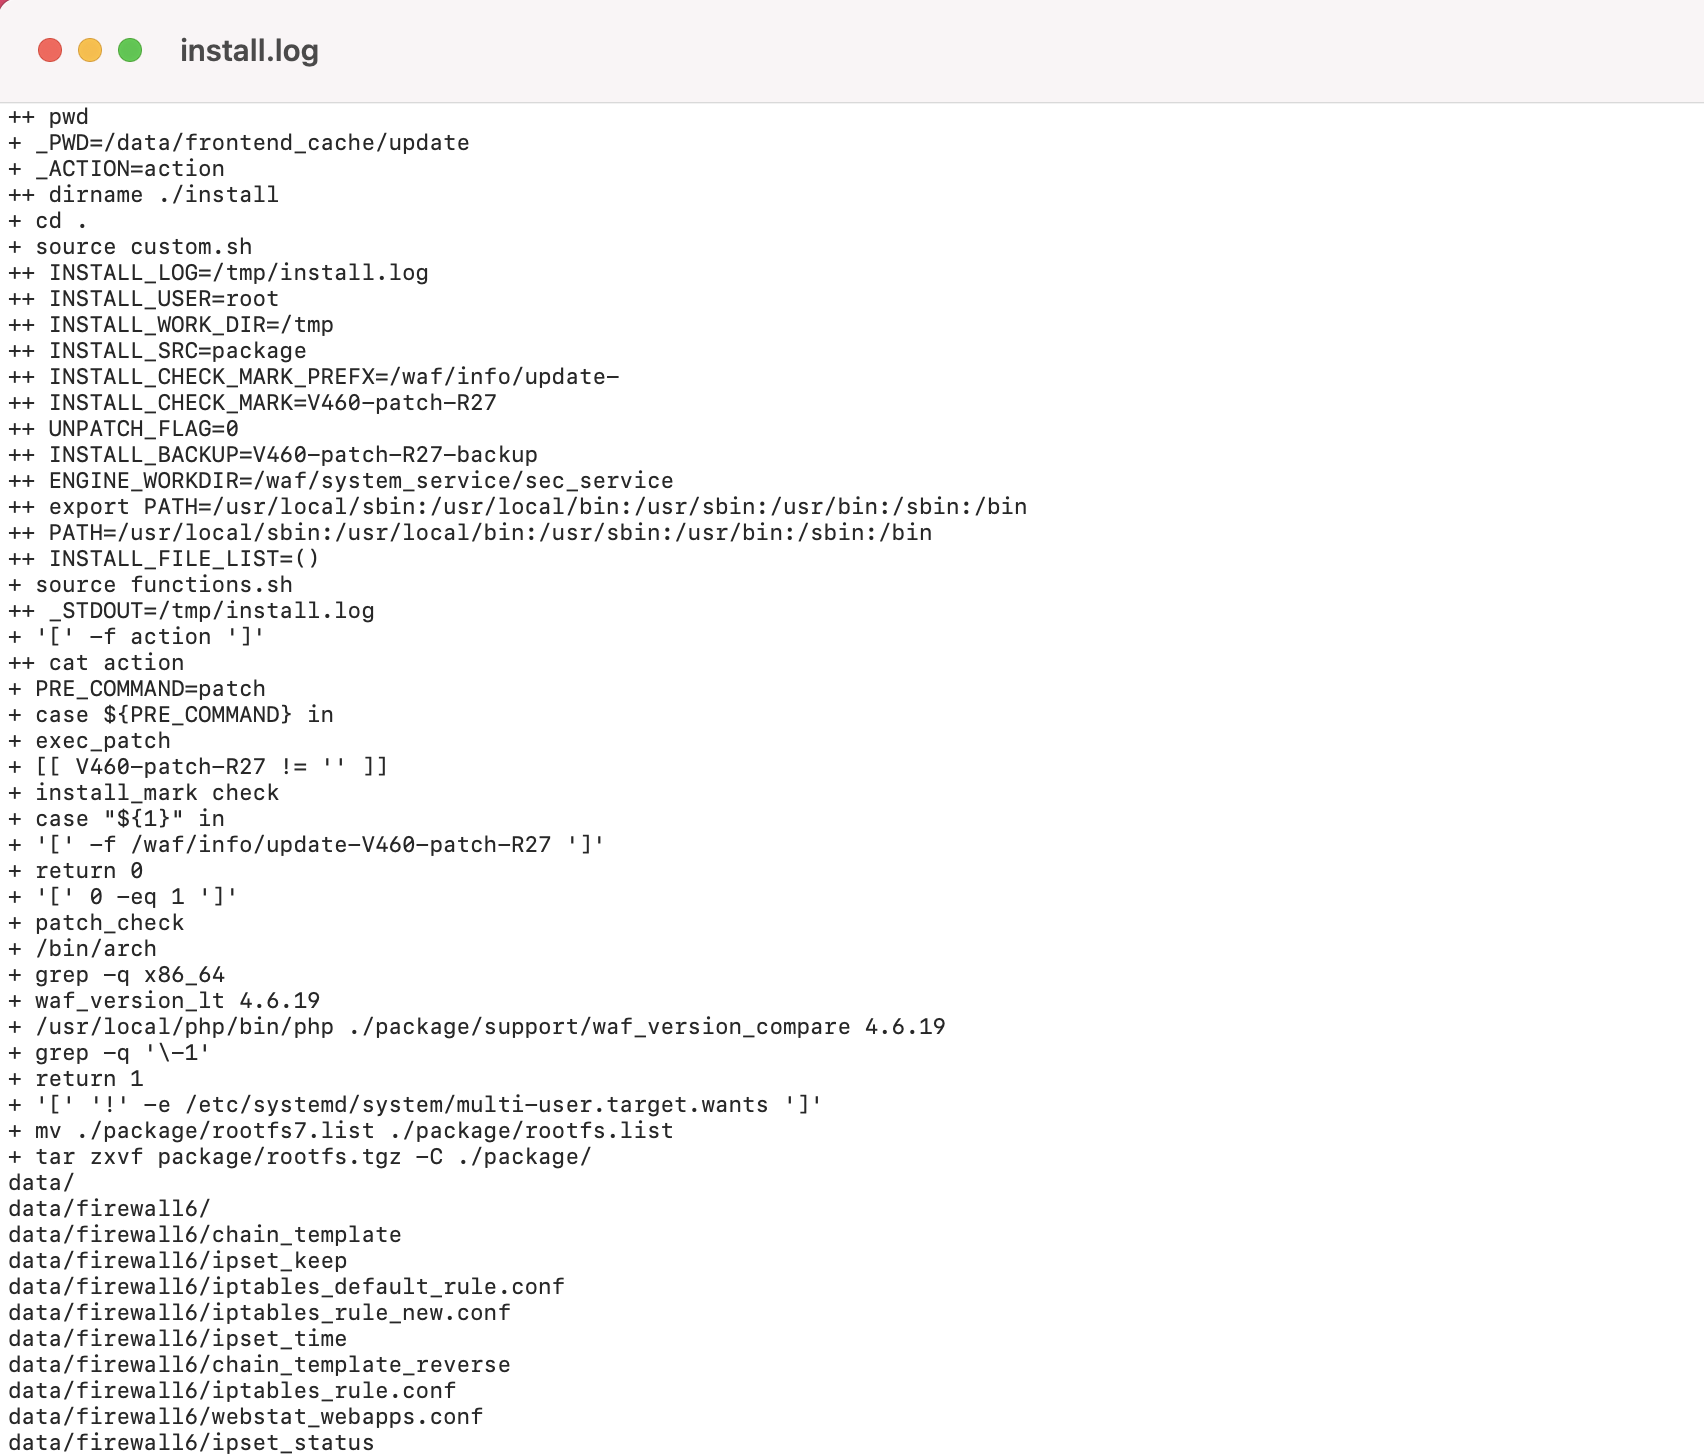 install.log
++ pwd
+ _PWD=/data/frontend_cache/update
+ _ACTION=action
++ dirname ./install
+ cd .
+ source custom.sh
++ INSTALL_LOG=/tmp/install.log
++ INSTALL_USER=root
++ INSTALL_WORK_DIR=/tmp
++ INSTALL_SRC=package
++ INSTALL_CHECK_MARK_PREFX=/waf/info/update-
++ INSTALL_CHECK_MARK=V460-patch-R27
++ UNPATCH_FLAG=0
++ INSTALL_BACKUP=V460-patch-R27-backup
++ ENGINE_WORKDIR=/waf/system_service/sec_service
++ export PATH=/usr/local/sbin:/usr/local/bin:/usr/sbin:/usr/bin:/sbin:/bin
++ PATH=/usr/local/sbin:/usr/local/bin:/usr/sbin:/usr/bin:/sbin:/bin
++ INSTALL_FILE_LIST=()
+ source functions.sh
++ _STDOUT=/tmp/install.log
+ '[' -f action ']'
++ cat action
+ PRE_COMMAND=patch
+ case ${PRE_COMMAND} in
+ exec_patch
+ [[ V460-patch-R27 != '' ]]
+ install_mark check
+ case "${1}" in
+ '[' -f /waf/info/update-V460-patch-R27 ']'
+ return 0
+ '[' 0 -eq 1 ']'
+ patch_check
+ /bin/arch
+ grep -q x86_64
+ waf_version_lt 4.6.19
+ /usr/local/php/bin/php ./package/support/waf_version_compare 4.6.19
+ grep -q '\-1'
+ return 1
+ '[' '!' -e /etc/systemd/system/multi-user.target.wants ']'
+ mv ./package/rootfs7.list ./package/rootfs.list
+ tar zxvf package/rootfs.tgz -C ./package/
data/
data/firewall6/
data/firewall6/chain_template
data/firewall6/ipset_keep
data/firewall6/iptables_default_rule.conf
data/firewall6/iptables_rule_new.conf
data/firewall6/ipset_time
data/firewall6/chain_template_reverse
data/firewall6/iptables_rule.conf
data/firewall6/webstat_webapps.conf
data/firewall6/ipset_status